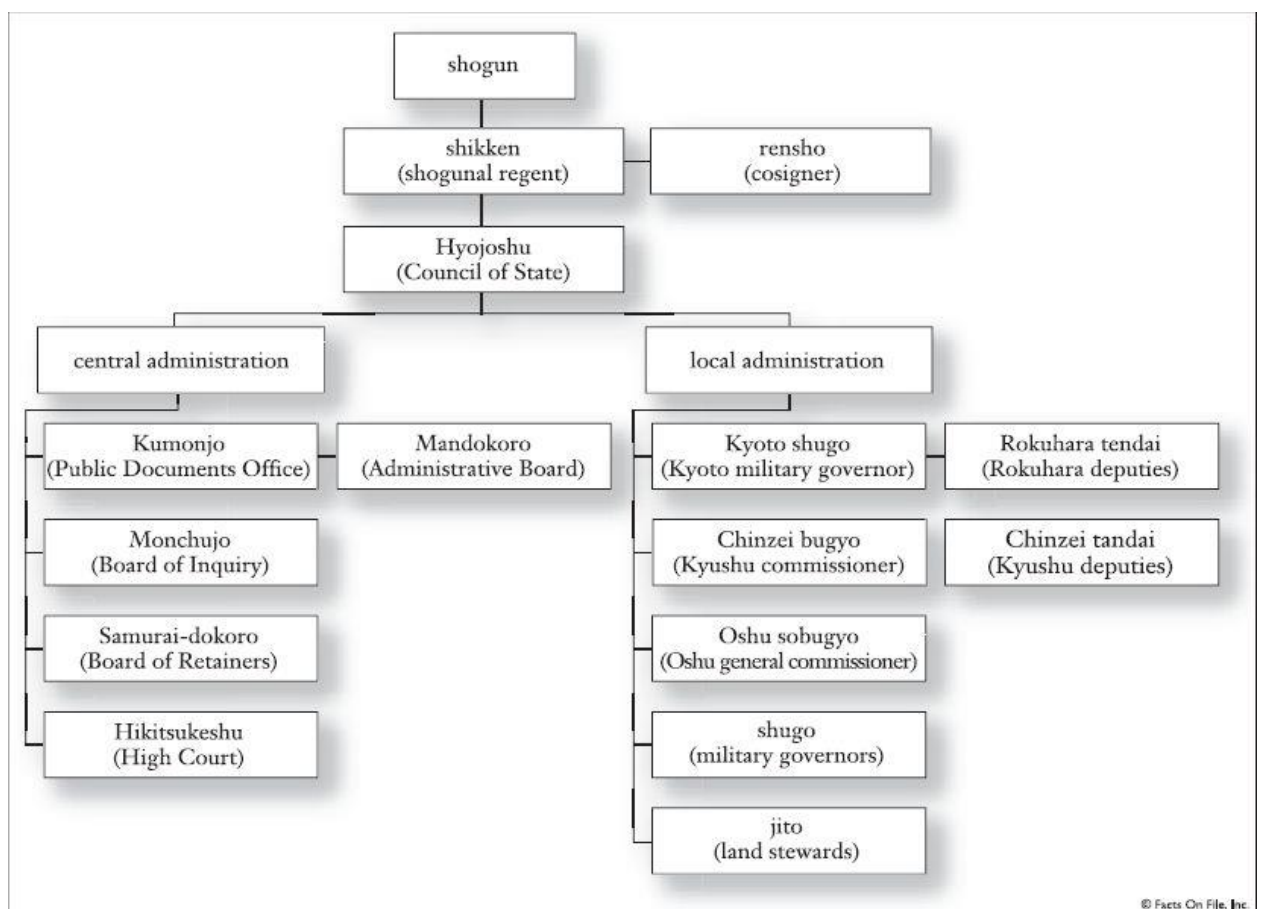 shogun
shikken
(shogunal regent)
rensho
(cosigner)
Hyojoshu
(Council of State)
central administration
local administration
Kumonjo
(Public Documents Office)
Mandokoro
(Administrative Board)
Kyoto shugo
(Kyoto military governor)
Rokuhara tendai
(Rokuhara deputies)
Monchujo
(Board of Inquiry)
Chinzei bugyo
(Kyushu commissioner)
Chinzei tandai
(Kyushu deputies)
Samurai-dokoro
(Board of Retainers)
Oshu sobugyo
(Oshu general commissioner)
Hikitsukeshu
(High Court)
shugo
(military governors)
jito
(land stewards)
© Facts On File, Inc.